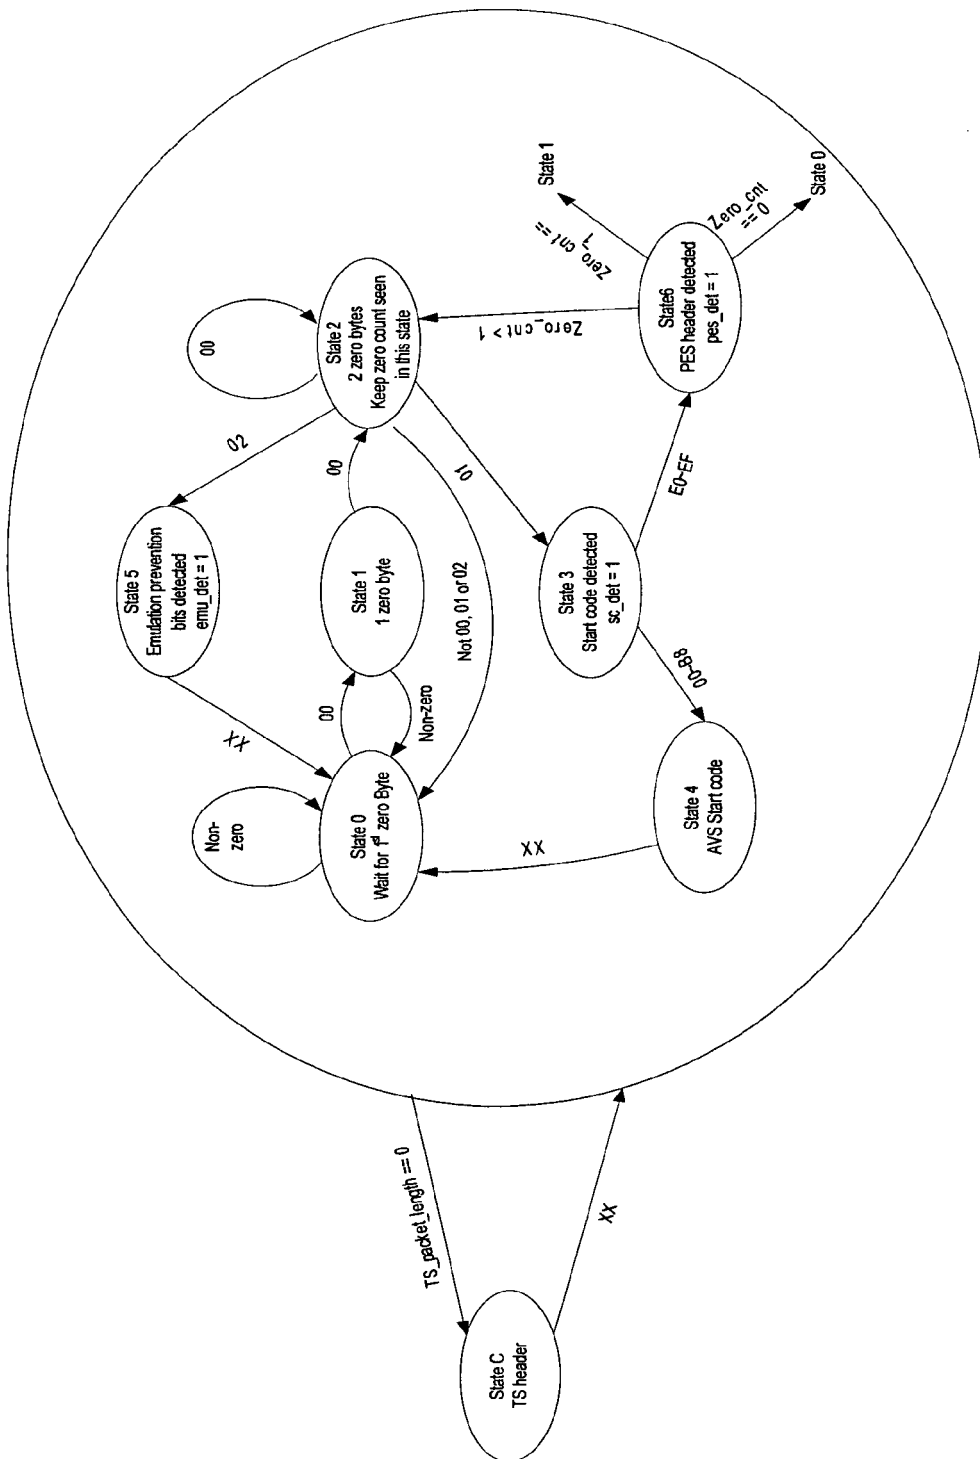 TS_packet_length == 0
State C
TS header
XX
Non-
zero
State 0
Wait for 1st zero Byte
XX
00
Non-zero
State 5
Emulation prevention
bits detected
emu_det = 1
02
State 1
1 zero byte
00
Not 00, 01 or 02
00
State 2
2 zero bytes
Keep zero count seen
in this state
01
State 3
Start code detected
sc_det = 1
00~B8
State 4
AVS Start code
XX
E0~EF
State6
PES header detected
pes_det = 1
Zero_cnt > 1
Zero_cnt ==
1
State 1
Zero_cnt
== 0
State 0